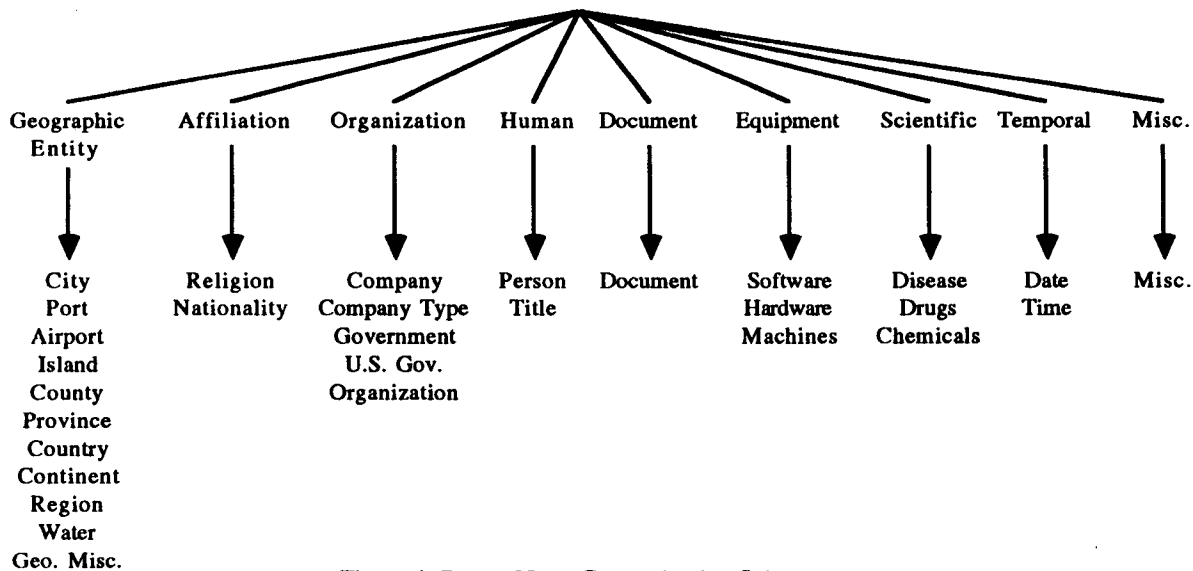 Geographic Entity
Affiliation
Organization
Human
Document
Equipment
Scientific
Temporal
Misc.
City
Port
Airport
Island
County
Province
Country
Continent
Region
Water
Geo. Misc.
Religion
Nationality
Company
Company Type
Government
U.S. Gov.
Organization
Person
Title
Document
Software
Hardware
Machines
Disease
Drugs
Chemicals
Date
Time
Misc.